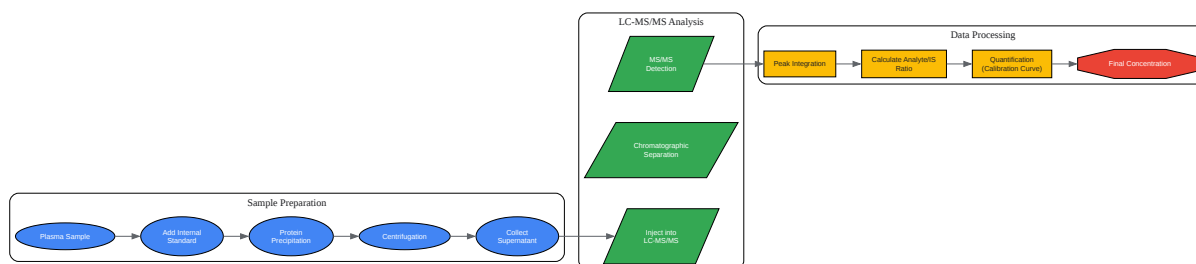 LC-MS/MS Analysis
MS/MS
Detection
Chromatographic
Separation
Inject into
LC-MS/MS
Data Processing
Peak Integration
Calculate Analyte/IS
Ratio
Quantification
(Calibration Curve)
Final Concentration
Sample Preparation
Plasma Sample
Add Internal
Standard
Protein
Precipitation
Centrifugation
Collect
Supernatant